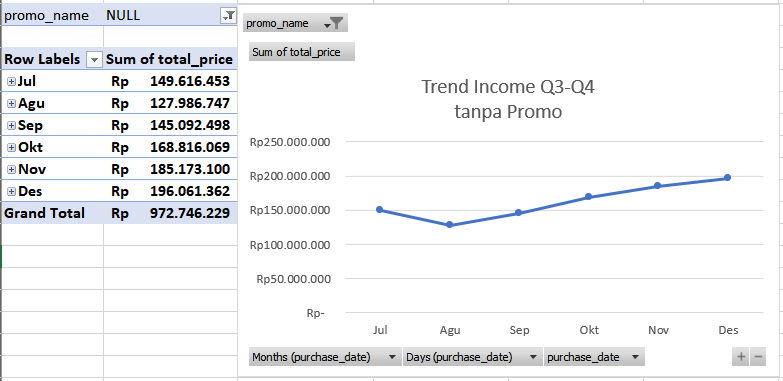 promo_name NULL
Row Labels Sum of total_price
Jul Rp 149.616.453
Agu Rp 127.986.747
Sep Rp 145.092.498
Okt Rp 168.816.069
Nov Rp 185.173.100
Des Rp 196.061.362
Grand Total Rp 972.746.229
promo_name
Sum of total_price
Trend Income Q3-Q4
tanpa Promo
Rp250.000.000
Rp200.000.000
Rp150.000.000
Rp100.000.000
Rp50.000.000
Rp-
Jul Agu Sep Okt Nov Des
Months (purchase_date) Days (purchase_date) purchase_date